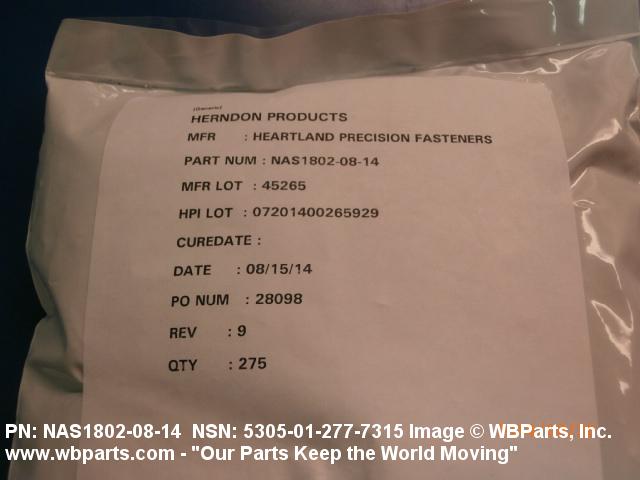 (Generic)
HERNDON PRODUCTS
MFR : HEARTLAND PRECISION FASTENERS
PART NUM : NAS1802-08-14
MFR LOT : 45265
HPI LOT : 07201400265929
CUREDATE :
DATE : 08/15/14
PO NUM : 28098
REV : 9
QTY : 275
PN: NAS1802-08-14 NSN: 5305-01-277-7315 Image © WBParts, Inc.
www.wbparts.com - "Our Parts Keep the World Moving"